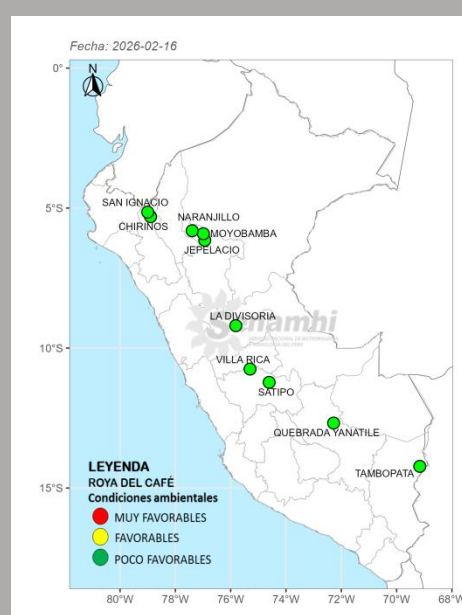 Fecha: 2026-02-16
N
0°
5°S
10°S
15°S
SAN IGNACIO
CHIRINOS
NARANJILLO
MOYOBAMBA
JEPELACIO
LA DIVISORIA
Senamhi
VILLA RICA
SATIPO
QUEBRADA YANATILE
TAMBOPATA
LEYENDA
ROYA DEL CAFÉ
Condiciones ambientales
MUY FAVORABLES
FAVORABLES
POCO FAVORABLES
80°W 78°W 76°W 74°W 72°W 70°W 68°W